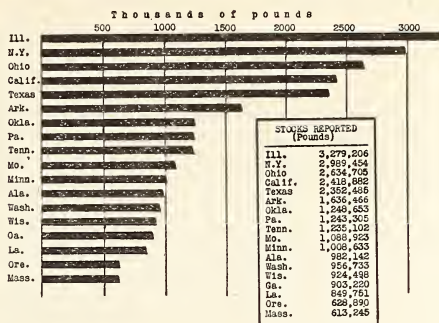 Thousands of pounds
500 1000 1500 2000 2500 3000
Ill.
N.Y.
Ohio
Calif.
Texas
Ark.
Okla.
Pa.
Tenn.
Mo.
Minn.
Ala.
Wash.
Wis.
Ga.
La.
Ore.
Mass.
STOCKS REPORTED
(Pounds)
Ill. 3,279,206
N.Y. 2,989,454
Ohio 2,634,705
Calif. 2,418,882
Texas 2,352,485
Ark. 1,636,466
Okla. 1,248,653
Pa. 1,243,305
Tenn. 1,235,102
Mo. 1,088,923
Minn. 1,008,633
Ala. 982,142
Wash. 956,733
Wis. 924,498
Ga. 903,220
La. 849,751
Ore. 628,890
Mass. 613,245